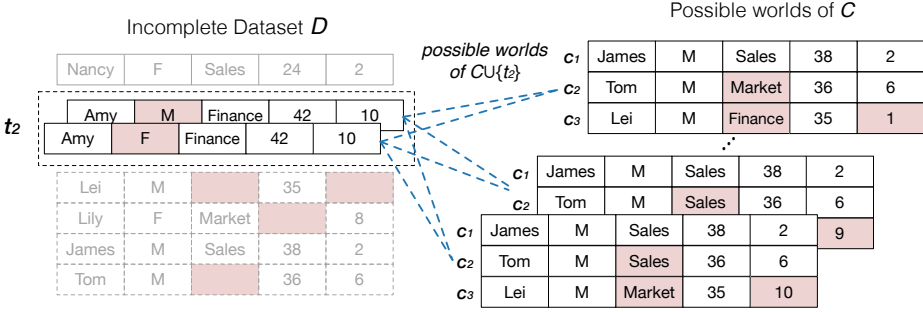 Incomplete Dataset D
Nancy F Sales 24 2
t₂
Amy M Finance 42 10
Amy F Finance 42 10
Lei M 35
Lily F Market 8
James M Sales 38 2
Tom M 36 6
possible worlds
of C∪{t₂}
Possible worlds of C
c₁ James M Sales 38 2
c₂ Tom M Market 36 6
c₃ Lei M Finance 35 1
c₁ James M Sales 38 2
c₂ Tom M Sales 36 6
9
c₁ James M Sales 38 2
c₂ Tom M Sales 36 6
c₃ Lei M Market 35 10